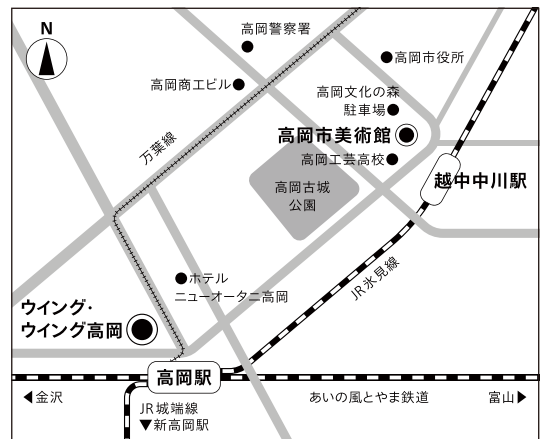 N
高岡警察署
高岡市役所
高岡商工ビル
高岡文化の森
駐車場
高岡市美術館
高岡工芸高校
万葉線
越中中川駅
高岡古城
公園
JR氷見線
ホテル
ニューオータニ高岡
ウイング・
ウイング高岡
高岡駅
金沢
JR城端線
新高岡駅
あいの風とやま鉄道
富山